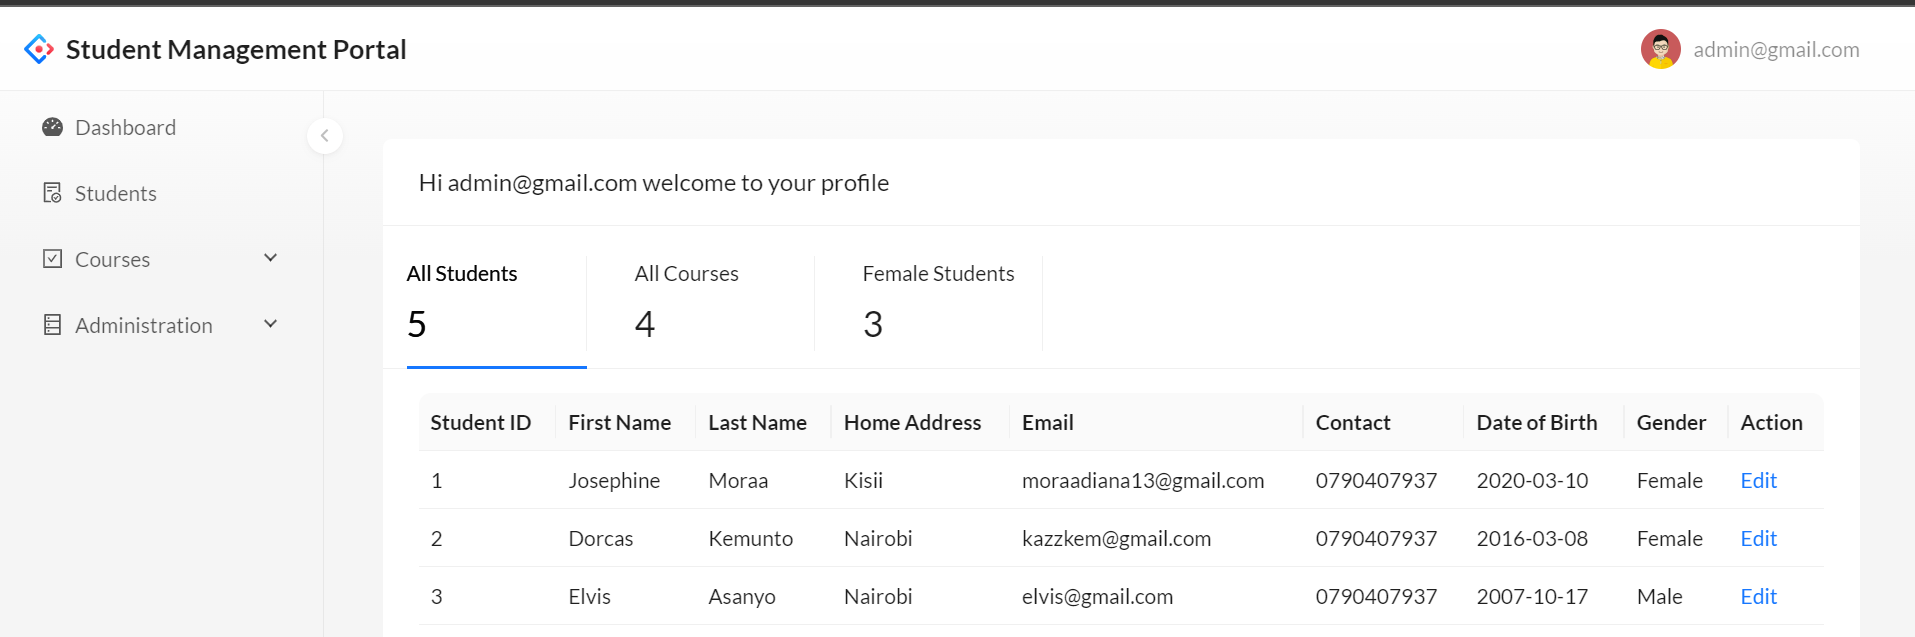 Student Management Portal
admin@gmail.com
Dashboard
Students
Courses
Administration
Hi admin@gmail.com welcome to your profile
All Students
5
All Courses
4
Female Students
3
Student ID First Name Last Name Home Address Email Contact Date of Birth Gender Action
1 Josephine Moraa Kisii moraadiana13@gmail.com 0790407937 2020-03-10 Female Edit
2 Dorcas Kemunto Nairobi kazzkem@gmail.com 0790407937 2016-03-08 Female Edit
3 Elvis Asanyo Nairobi elvis@gmail.com 0790407937 2007-10-17 Male Edit